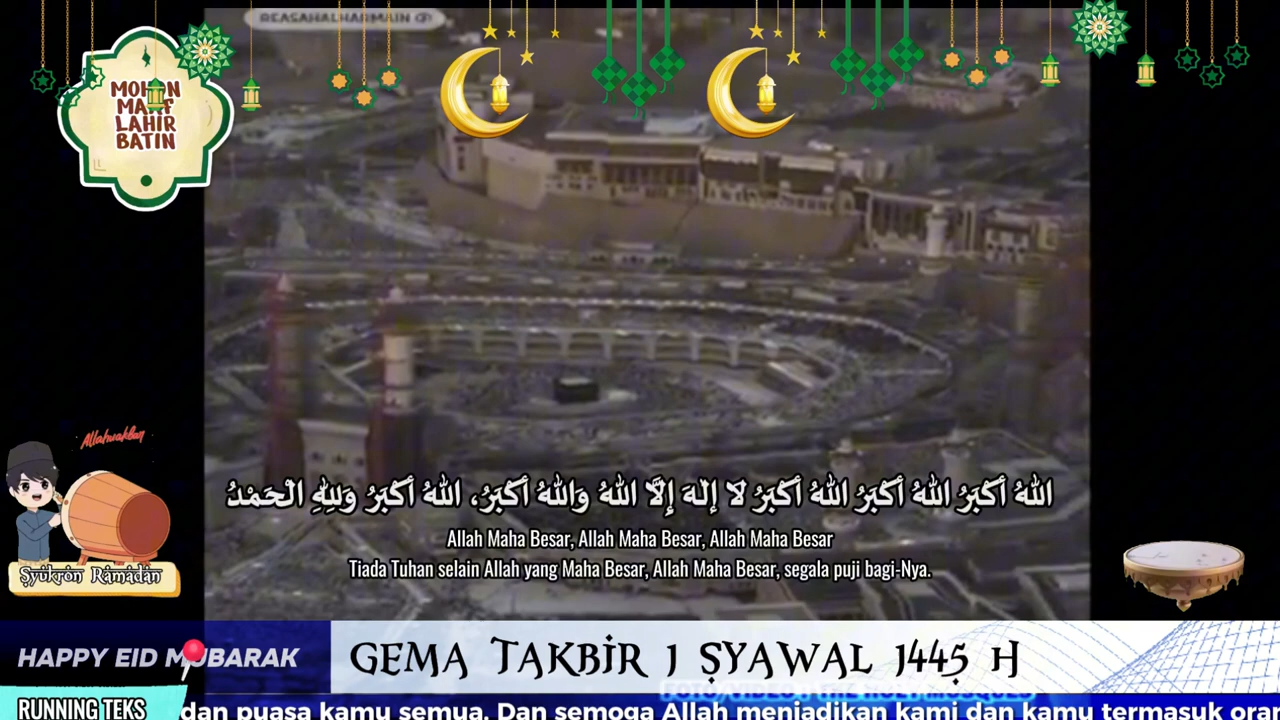 REASAHALHARMAIN
MOHON
MAAF
LAHIR
BATIN
Allahuakbar
Syukron Ramadan
اللهُ أَكْبَرُ اللهُ أَكْبَرُ اللهُ أَكْبَرُ لَا إِلٰهَ إِلَّا اللهُ وَاللهُ أَكْبَرُ، اللهُ أَكْبَرُ وَلِلّٰهِ الْحَمْدُ
Allah Maha Besar, Allah Maha Besar, Allah Maha Besar
Tiada Tuhan selain Allah yang Maha Besar, Allah Maha Besar, segala puji bagi-Nya.
HAPPY EID MUBARAK
GEMA TAKBIR 1 SYAWAL 1445 H
RUNNING TEKS
dan puasa kamu semua. Dan semoga Allah menjadikan kami dan kamu termasuk oran